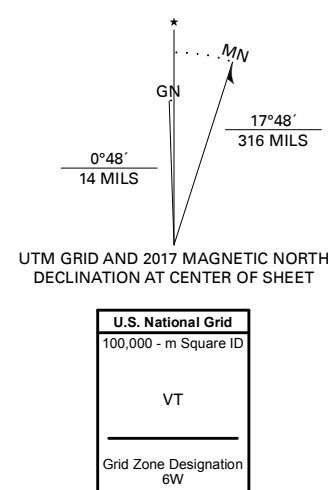 ★
MN
GN
17°48´
316 MILS
0°48´
14 MILS
UTM GRID AND 2017 MAGNETIC NORTH
DECLINATION AT CENTER OF SHEET
U.S. National Grid
100,000 - m Square ID
VT
Grid Zone Designation
6W